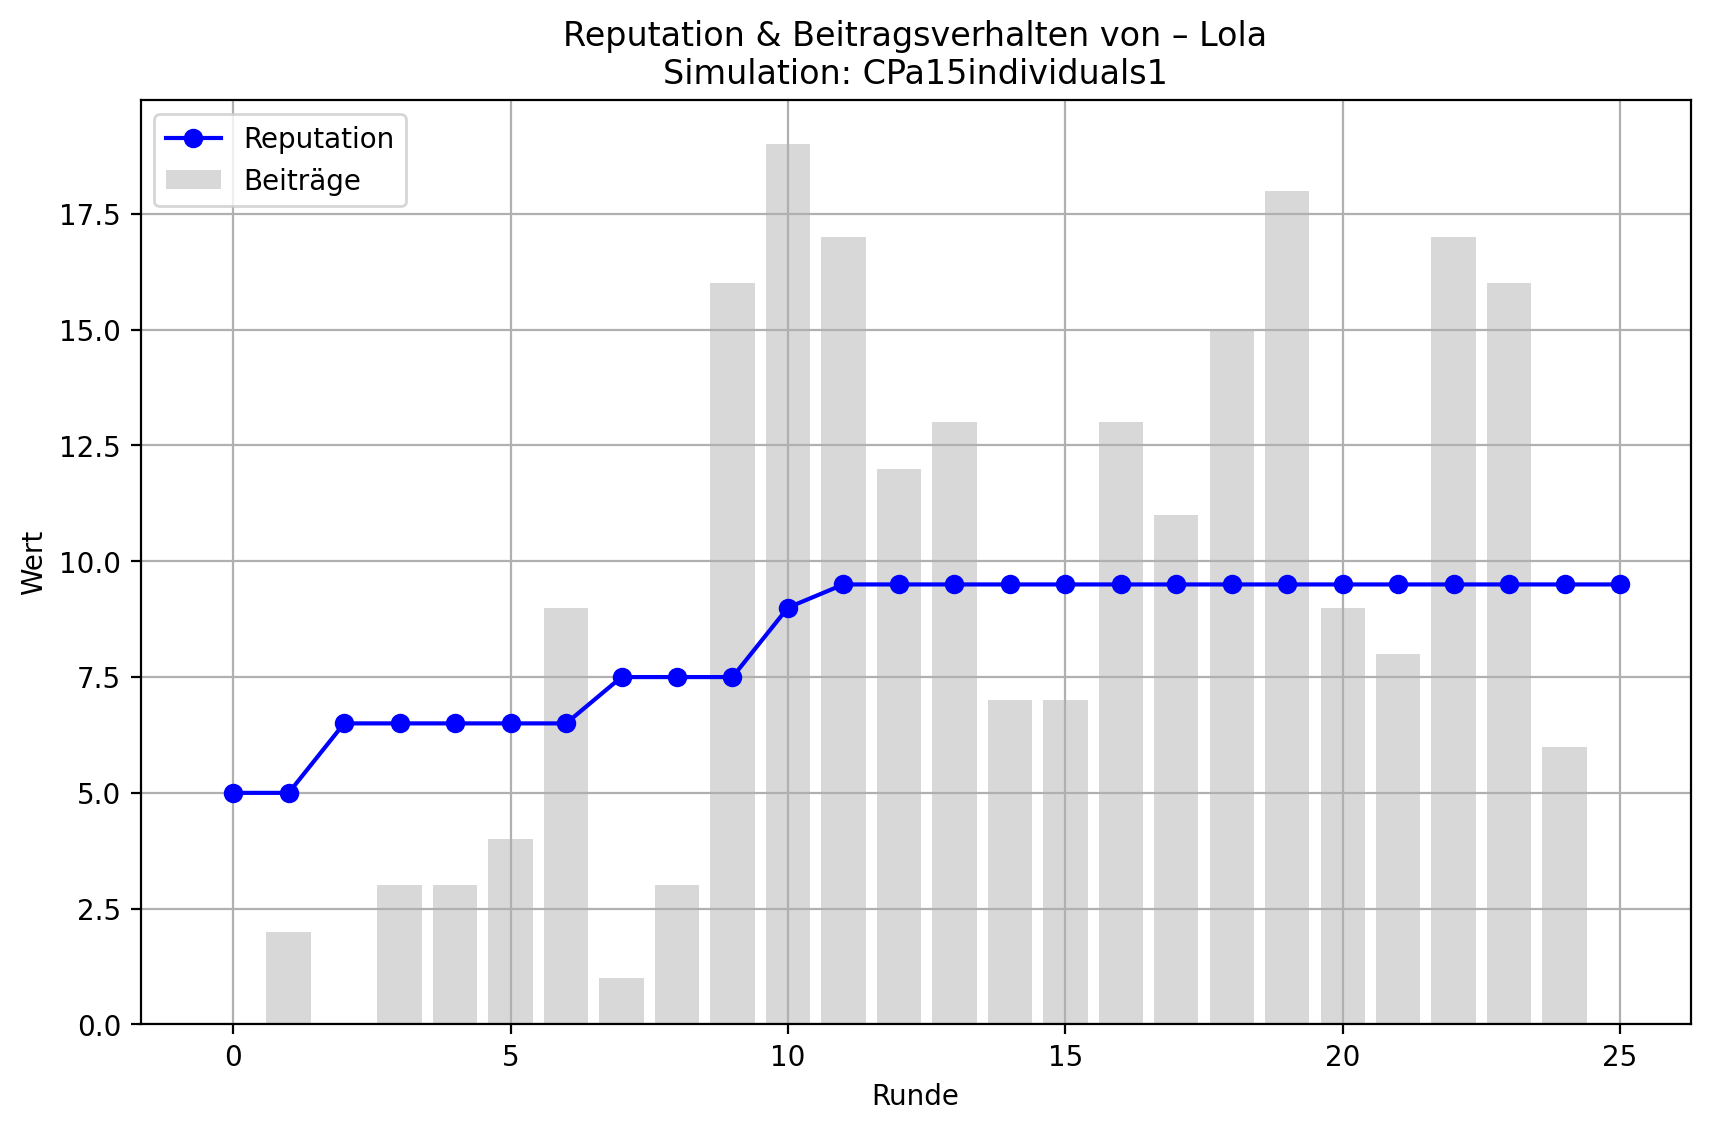 Reputation & Beitragsverhalten von – Lola
Simulation: CPa15individuals1
Reputation
Beiträge
17.5
15.0
12.5
10.0
7.5
5.0
2.5
0.0
Wert
0 5 10 15 20 25
Runde